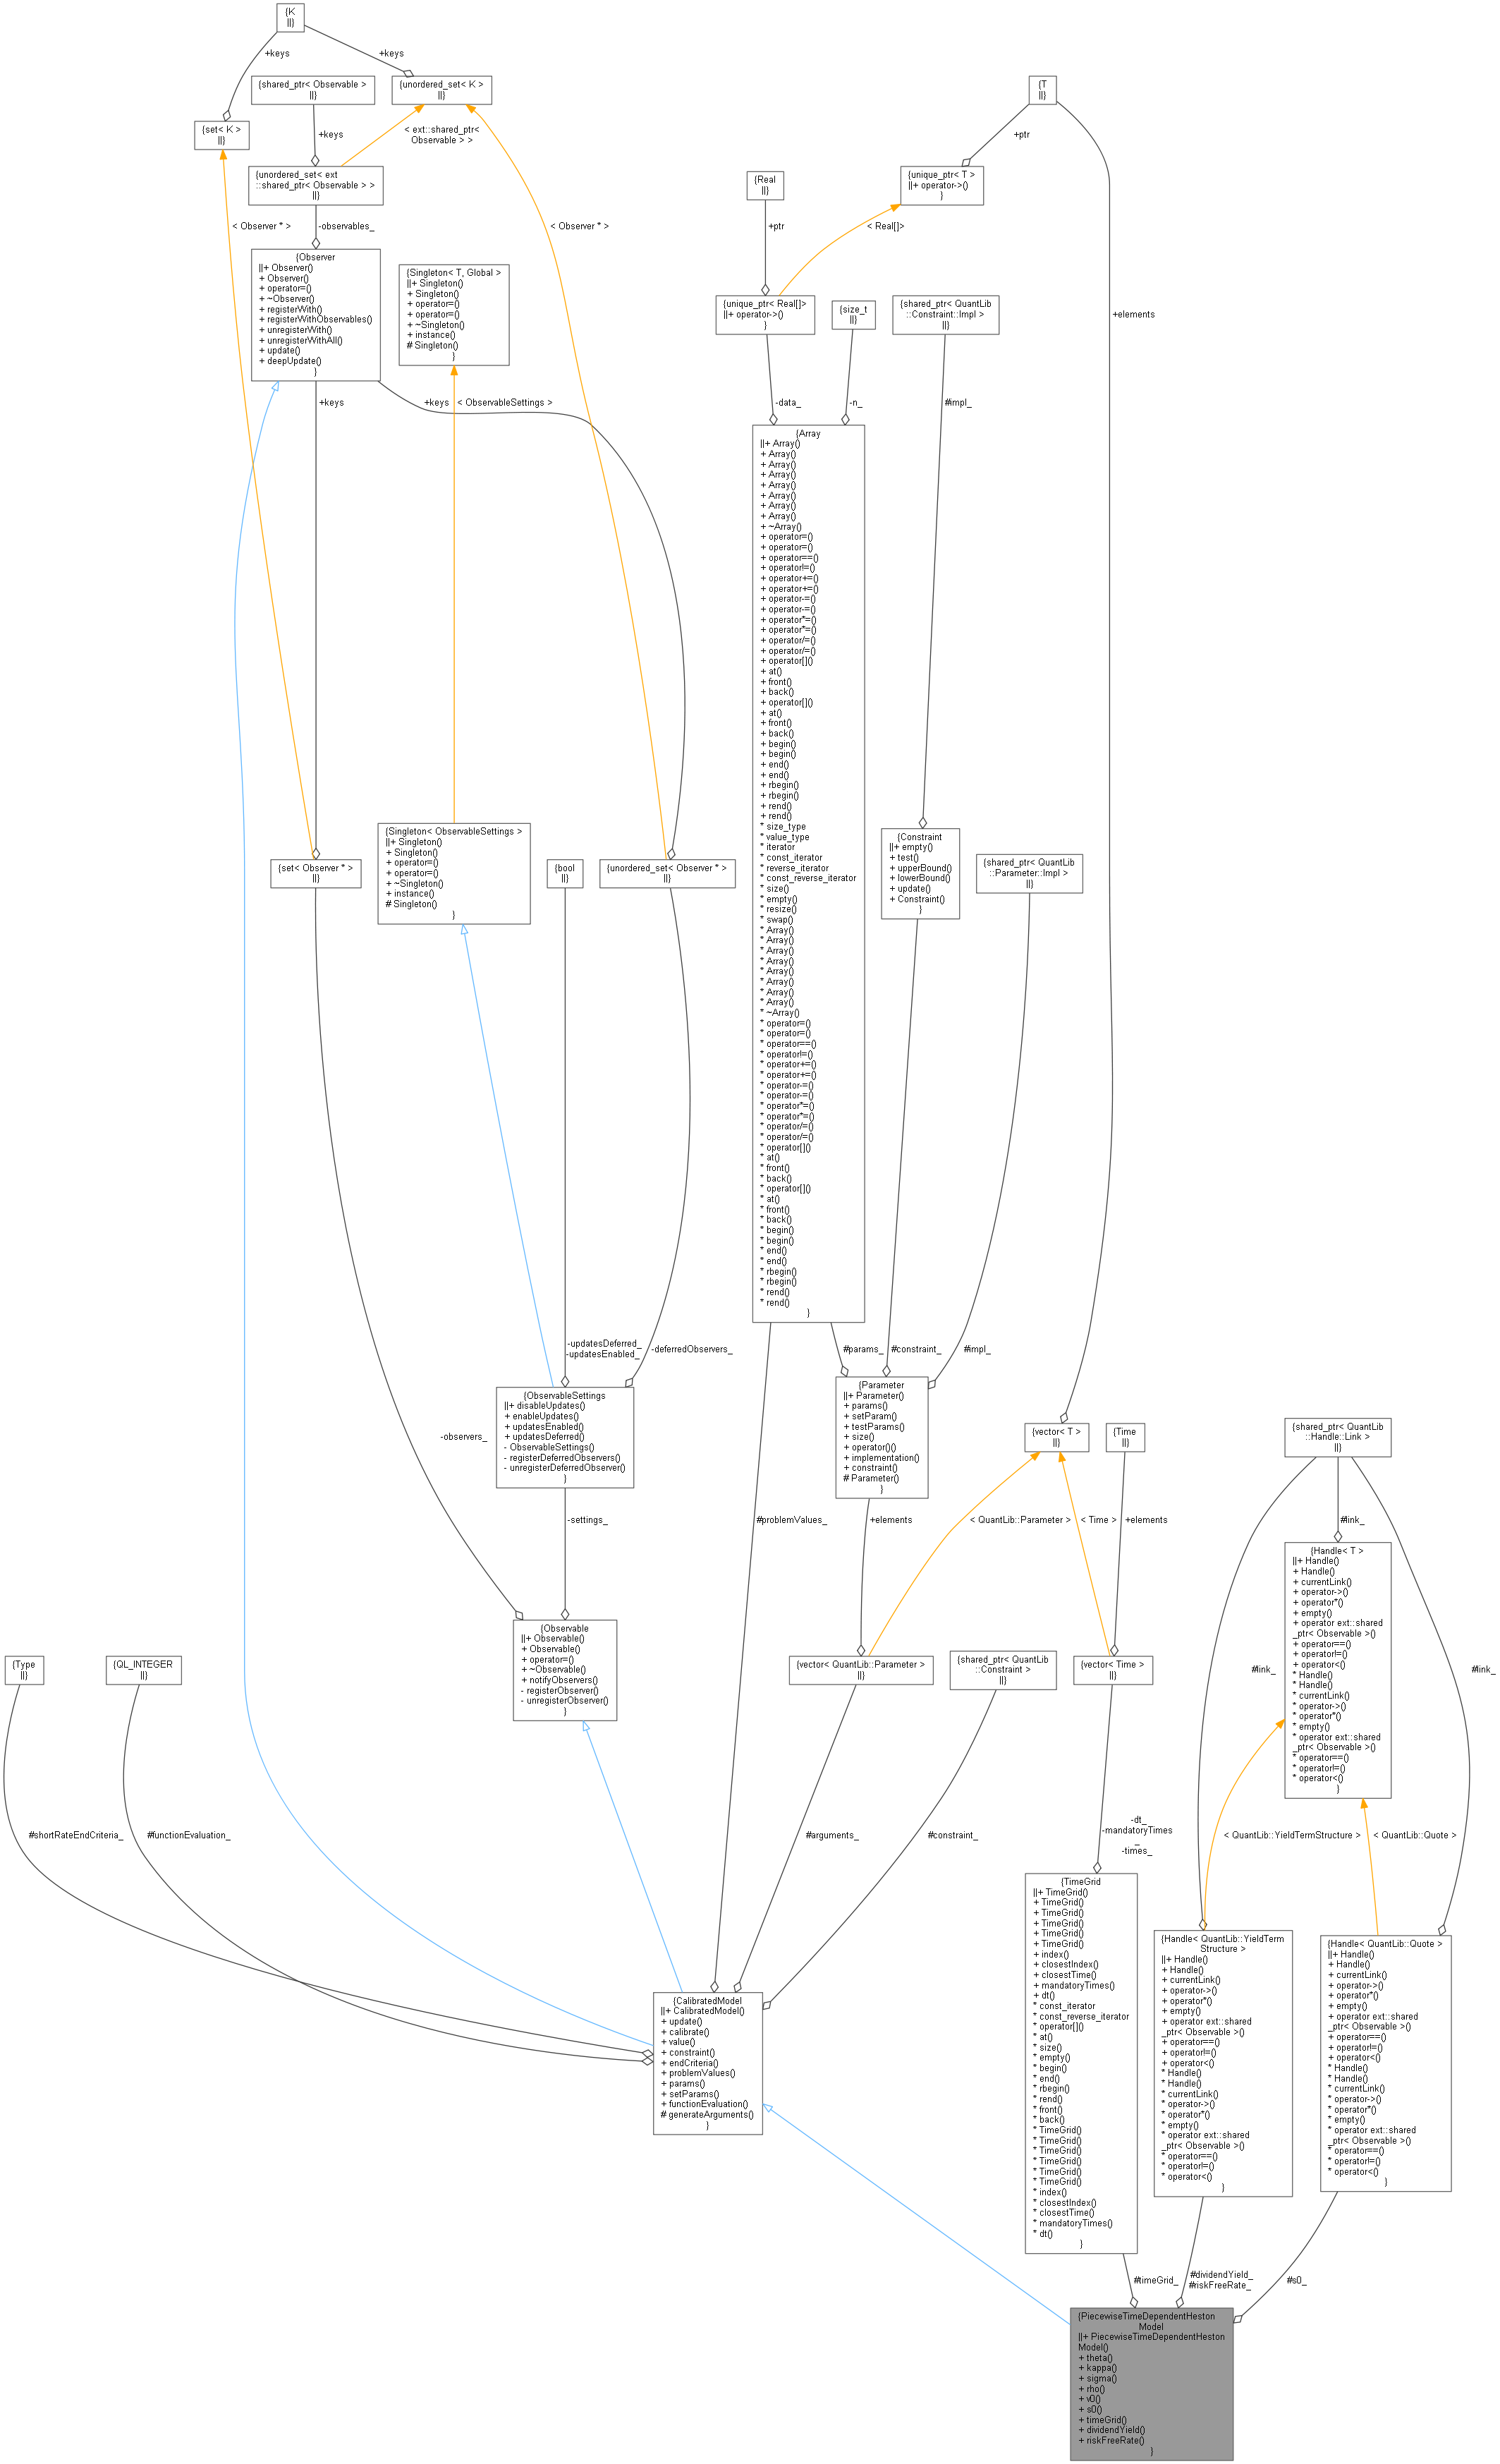 {K
||}
+keys
+keys
{shared_ptr< Observable >
||}
{unordered_set< K >
||}
{T
||}
{set< K >
||}
+keys
< ext::shared_ptr<
Observable > >
+ptr
{unordered_set< ext
::shared_ptr< Observable > >
||}
{Real
||}
{unique_ptr< T >
||+ operator->()
}
< Observer * >
-observables_
< Observer * >
+ptr
< Real[]>
{Observer
||+ Observer()
+ Observer()
+ operator=()
+ ~Observer()
+ registerWith()
+ registerWithObservables()
+ unregisterWith()
+ unregisterWithAll()
+ update()
+ deepUpdate()
}
{Singleton< T, Global >
||+ Singleton()
+ Singleton()
+ operator=()
+ operator=()
+ ~Singleton()
+ instance()
# Singleton()
}
{unique_ptr< Real[]>
||+ operator->()
}
{size_t
||}
{shared_ptr< QuantLib
::Constraint::Impl >
||}
+elements
+keys
+keys
< ObservableSettings >
-data_
-n_
#impl_
{Array
||+ Array()
+ Array()
+ Array()
+ Array()
+ Array()
+ Array()
+ Array()
+ Array()
+ ~Array()
+ operator=()
+ operator=()
+ operator==()
+ operator!=()
+ operator+=()
+ operator+=()
+ operator-=()
+ operator-=()
+ operator*=()
+ operator*=()
+ operator/=()
+ operator/=()
+ operator[]()
+ at()
+ front()
+ back()
+ operator[]()
+ at()
+ front()
+ back()
+ begin()
+ begin()
+ end()
+ end()
+ rbegin()
+ rbegin()
+ rend()
+ rend()
* size_type
* value_type
* iterator
* const_iterator
* reverse_iterator
* const_reverse_iterator
* size()
* empty()
* resize()
* swap()
* Array()
* Array()
* Array()
* Array()
* Array()
* Array()
* Array()
* Array()
* ~Array()
* operator=()
* operator=()
* operator==()
* operator!=()
* operator+=()
* operator+=()
* operator-=()
* operator-=()
* operator*=()
* operator*=()
* operator/=()
* operator/=()
* operator[]()
* at()
* front()
* back()
* operator[]()
* at()
* front()
* back()
* begin()
* begin()
* end()
* end()
* rbegin()
* rbegin()
* rend()
* rend()
}
{set< Observer * >
||}
{Singleton< ObservableSettings >
||+ Singleton()
+ Singleton()
+ operator=()
+ operator=()
+ ~Singleton()
+ instance()
# Singleton()
}
{bool
||}
{unordered_set< Observer * >
||}
{Constraint
||+ empty()
+ test()
+ upperBound()
+ lowerBound()
+ update()
+ Constraint()
}
{shared_ptr< QuantLib
::Parameter::Impl >
||}
-updatesDeferred_
-updatesEnabled_
-deferredObservers_
#params_
#constraint_
#impl_
{ObservableSettings
||+ disableUpdates()
+ enableUpdates()
+ updatesEnabled()
+ updatesDeferred()
- ObservableSettings()
- registerDeferredObservers()
- unregisterDeferredObserver()
}
{Parameter
||+ Parameter()
+ params()
+ setParam()
+ testParams()
+ size()
+ operator()()
+ implementation()
+ constraint()
# Parameter()
}
{vector< T >
||}
{Time
||}
{shared_ptr< QuantLib
::Handle::Link >
||}
-observers_
-settings_
#problemValues_
+elements
< QuantLib::Parameter >
< Time >
+elements
#link_
{Handle< T >
||+ Handle()
+ Handle()
+ currentLink()
+ operator->()
+ operator*()
+ empty()
+ operator ext::shared
_ptr< Observable >()
+ operator==()
+ operator!=()
+ operator<()
* Handle()
* Handle()
* currentLink()
* operator->()
* operator*()
* empty()
* operator ext::shared
_ptr< Observable >()
* operator==()
* operator!=()
* operator<()
}
#link_
#link_
{Type
||}
{QL_INTEGER
||}
{Observable
||+ Observable()
+ Observable()
+ operator=()
+ ~Observable()
+ notifyObservers()
- registerObserver()
- unregisterObserver()
}
{vector< QuantLib::Parameter >
||}
{shared_ptr< QuantLib
::Constraint >
||}
{vector< Time >
||}
#shortRateEndCriteria_
#functionEvaluation_
#arguments_
#constraint_
-dt_
-mandatoryTimes
_
-times_
< QuantLib::YieldTermStructure >
< QuantLib::Quote >
{CalibratedModel
||+ CalibratedModel()
+ update()
+ calibrate()
+ value()
+ constraint()
+ endCriteria()
+ problemValues()
+ params()
+ setParams()
+ functionEvaluation()
# generateArguments()
}
{TimeGrid
||+ TimeGrid()
+ TimeGrid()
+ TimeGrid()
+ TimeGrid()
+ TimeGrid()
+ TimeGrid()
+ index()
+ closestIndex()
+ closestTime()
+ mandatoryTimes()
+ dt()
* const_iterator
* const_reverse_iterator
* operator[]()
* at()
* size()
* empty()
* begin()
* end()
* rbegin()
* rend()
* front()
* back()
* TimeGrid()
* TimeGrid()
* TimeGrid()
* TimeGrid()
* TimeGrid()
* TimeGrid()
* index()
* closestIndex()
* closestTime()
* mandatoryTimes()
* dt()
}
{Handle< QuantLib::YieldTerm
Structure >
||+ Handle()
+ Handle()
+ currentLink()
+ operator->()
+ operator*()
+ empty()
+ operator ext::shared
_ptr< Observable >()
+ operator==()
+ operator!=()
+ operator<()
* Handle()
* Handle()
* currentLink()
* operator->()
* operator*()
* empty()
* operator ext::shared
_ptr< Observable >()
* operator==()
* operator!=()
* operator<()
}
{Handle< QuantLib::Quote >
||+ Handle()
+ Handle()
+ currentLink()
+ operator->()
+ operator*()
+ empty()
+ operator ext::shared
_ptr< Observable >()
+ operator==()
+ operator!=()
+ operator<()
* Handle()
* Handle()
* currentLink()
* operator->()
* operator*()
* empty()
* operator ext::shared
_ptr< Observable >()
* operator==()
* operator!=()
* operator<()
}
#timeGrid_
#dividendYield_
#riskFreeRate_
#s0_
{PiecewiseTimeDependentHeston
Model
||+ PiecewiseTimeDependentHeston
Model()
+ theta()
+ kappa()
+ sigma()
+ rho()
+ v0()
+ s0()
+ timeGrid()
+ dividendYield()
+ riskFreeRate()
}